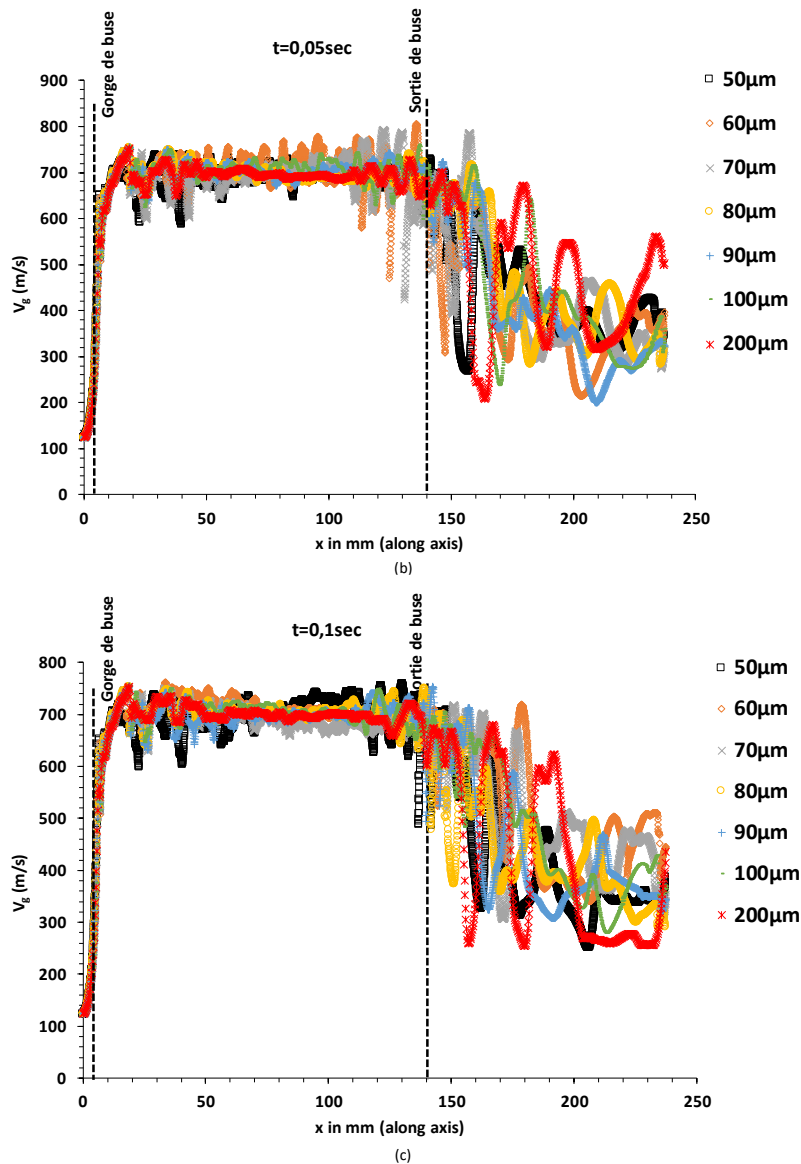 t=0,05sec
Gorge de buse
Sortie de buse
900
800
700
600
500
400
300
200
100
0
V_g (m/s)
0 50 100 150 200 250
x in mm (along axis)
50µm
60µm
70µm
80µm
90µm
100µm
200µm
(b)
t=0,1sec
Gorge de buse
Sortie de buse
800
700
600
500
400
300
200
100
0
V_g (m/s)
0 50 100 150 200 250
x in mm (along axis)
50µm
60µm
70µm
80µm
90µm
100µm
200µm
(c)